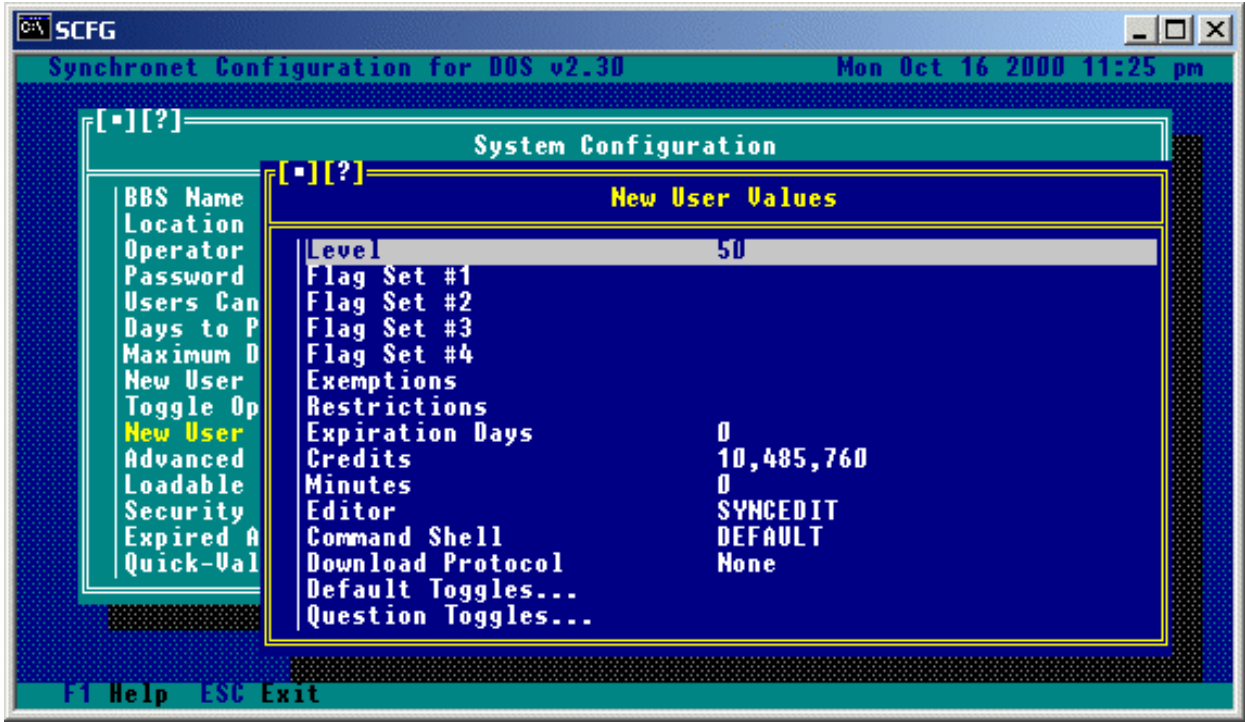 SCFG
Synchronet Configuration for DOS v2.30 Mon Oct 16 2000 11:25 pm
[▪][?]
System Configuration
[▪][?]
New User Values
BBS Name
Location
Operator
Password
Users Can
Days to P
Maximum D
New User
Toggle Op
New User
Advanced
Loadable
Security
Expired A
Quick-Val
Level 50
Flag Set #1
Flag Set #2
Flag Set #3
Flag Set #4
Exemptions
Restrictions
Expiration Days 0
Credits 10,485,760
Minutes 0
Editor SYNCEDIT
Command Shell DEFAULT
Download Protocol None
Default Toggles...
Question Toggles...
F1 Help ESC Exit